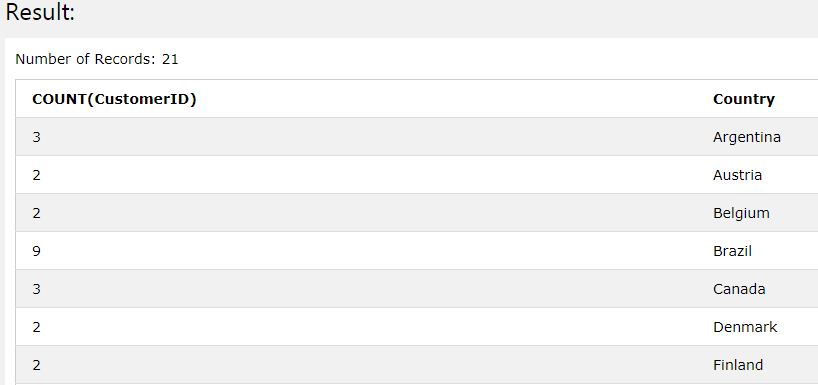 Result:
Number of Records: 21
COUNT(CustomerID) Country
3 Argentina
2 Austria
2 Belgium
9 Brazil
3 Canada
2 Denmark
2 Finland